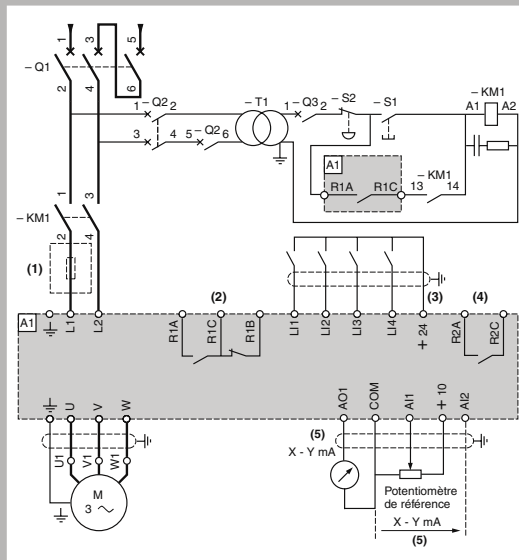 1 3 5
– Q1
2 4 6
1 – Q2 2
3 4 5 – Q2 6
– T1
1 – Q3 2
– S2
– S1
– KM1
A1 A2
A1
R1A R1C
13 – KM1 14
1 3
– KM1
2 4
(1)
(2)
(3)
(4)
A1
L1
L2
R1A
R1C
R1B
LI1
LI2
LI3
LI4
+ 24
R2A
R2C
U
V
W
AO1
COM
AI1
+ 10
AI2
U1
V1
W1
M
3
(5)
X - Y mA
Potentiomètre
de référence
X - Y mA
(5)